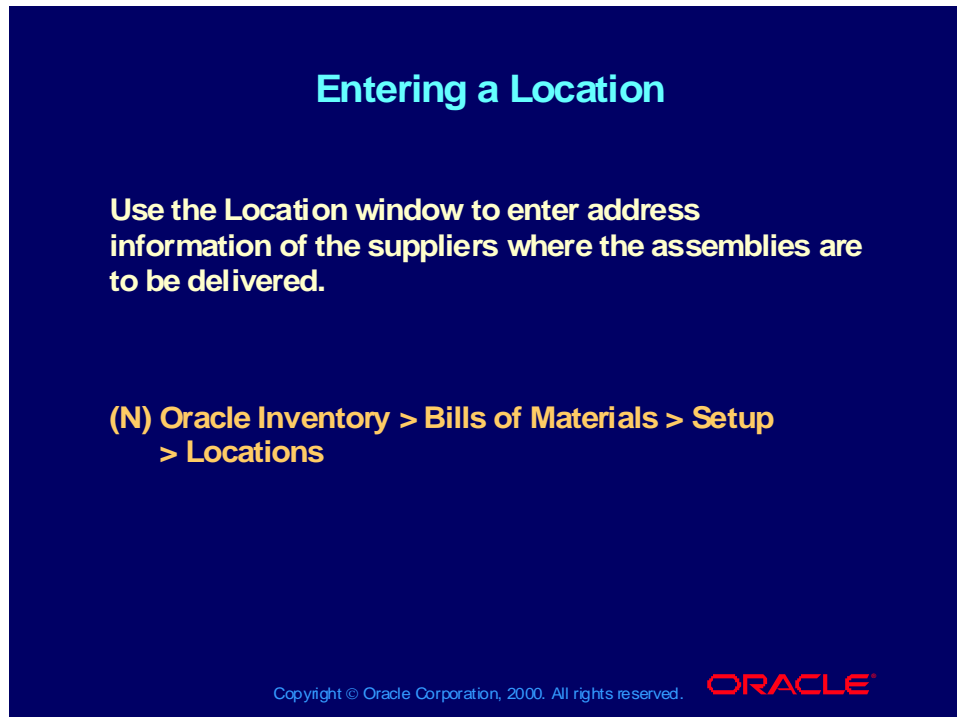 Entering a Location
Use the Location window to enter address
information of the suppliers where the assemblies are
to be delivered.
(N) Oracle Inventory > Bills of Materials > Setup
> Locations
Copyright © Oracle Corporation, 2000. All rights reserved.
ORACLE®